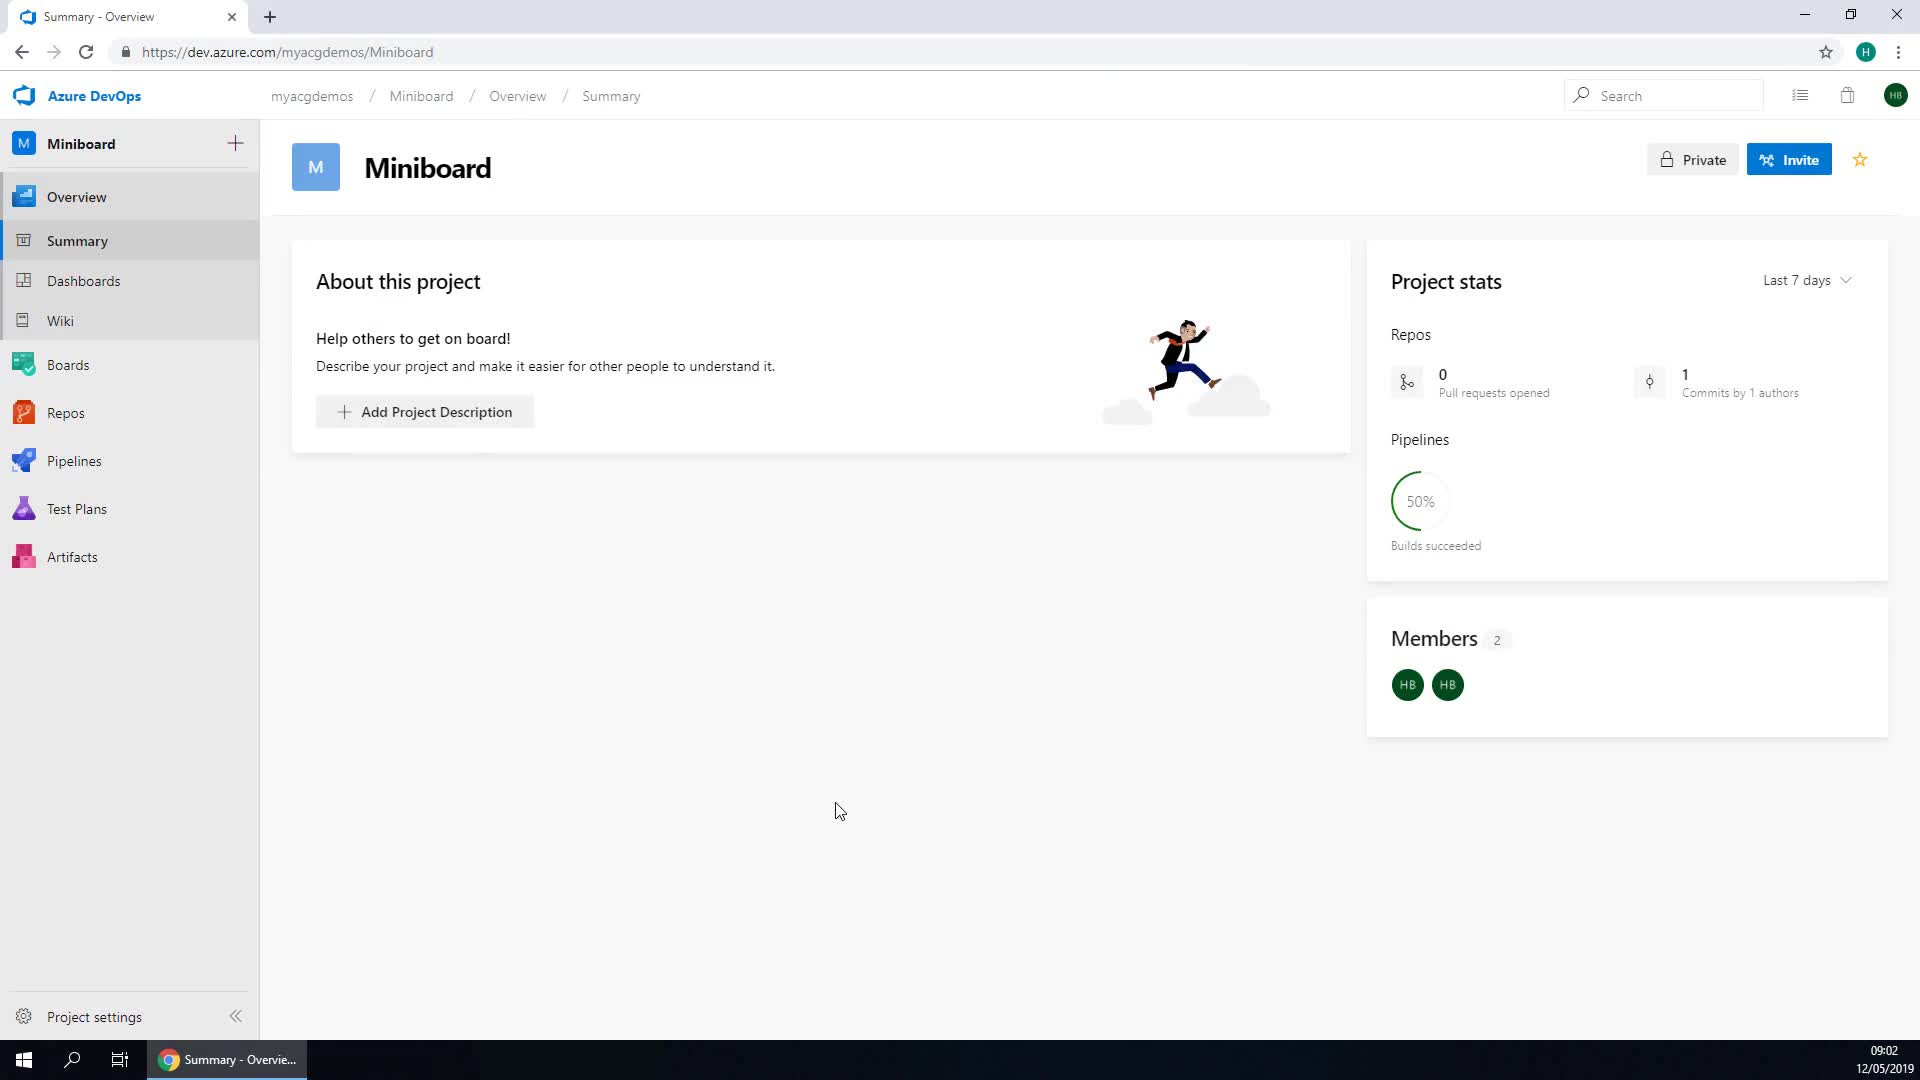 Summary - Overview
https://dev.azure.com/myacgdemos/Miniboard
H
Azure DevOps
myacgdemos / Miniboard / Overview / Summary
Search
HB
M Miniboard
Overview
Summary
Dashboards
Wiki
Boards
Repos
Pipelines
Test Plans
Artifacts
Project settings
M Miniboard
Private
Invite
About this project
Help others to get on board!
Describe your project and make it easier for other people to understand it.
Add Project Description
Project stats
Last 7 days
Repos
0
Pull requests opened
1
Commits by 1 authors
Pipelines
50%
Builds succeeded
Members 2
HB HB
Summary - Overvie...
09:02
12/05/2019